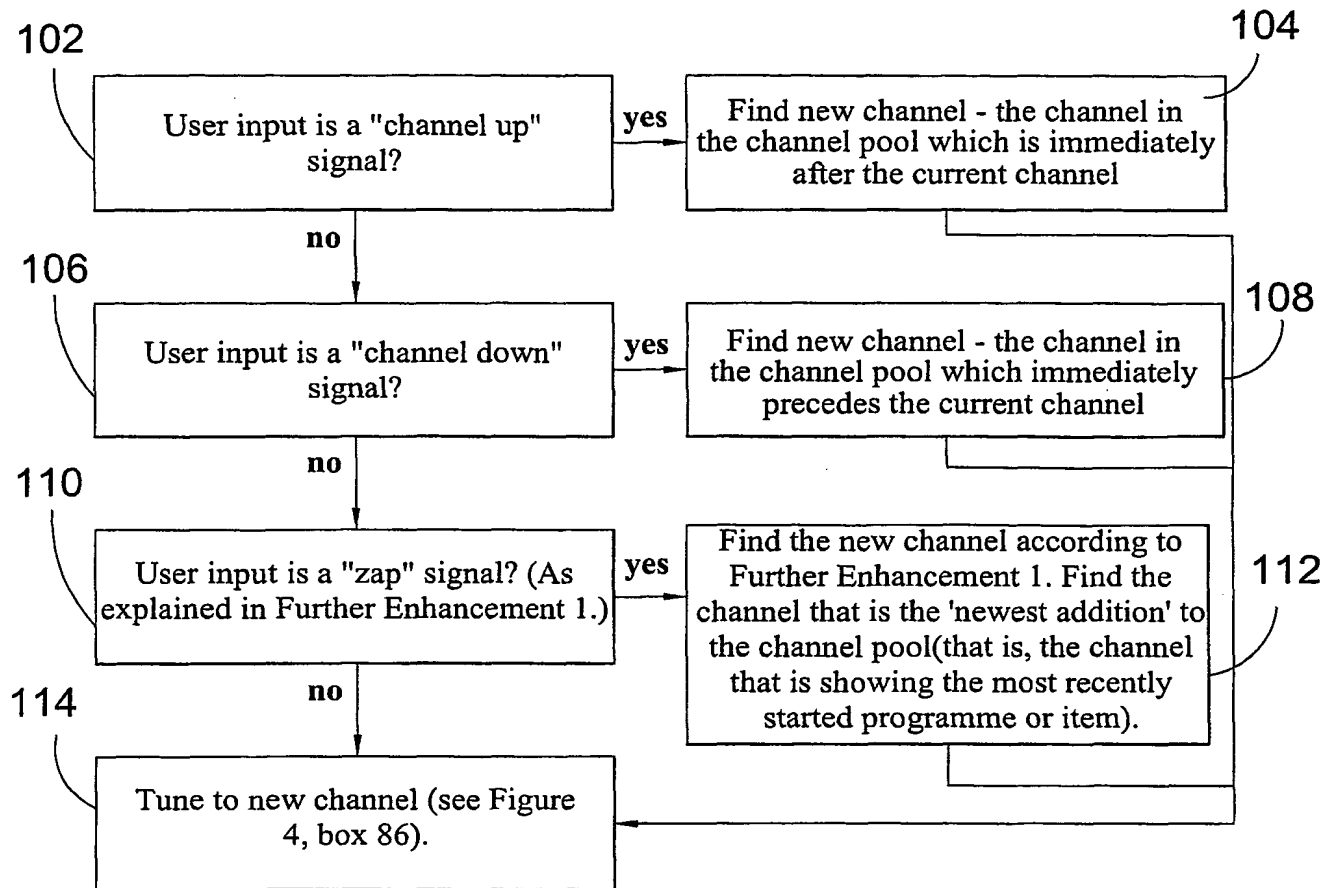 102
104
User input is a "channel up"
signal?
yes
Find new channel - the channel in
the channel pool which is immediately
after the current channel
no
106
108
User input is a "channel down"
signal?
yes
Find new channel - the channel in
the channel pool which immediately
precedes the current channel
no
110
112
User input is a "zap" signal? (As
explained in Further Enhancement 1.)
yes
Find the new channel according to
Further Enhancement 1. Find the
channel that is the 'newest addition' to
the channel pool(that is, the channel
that is showing the most recently
started programme or item).
no
114
Tune to new channel (see Figure
4, box 86).